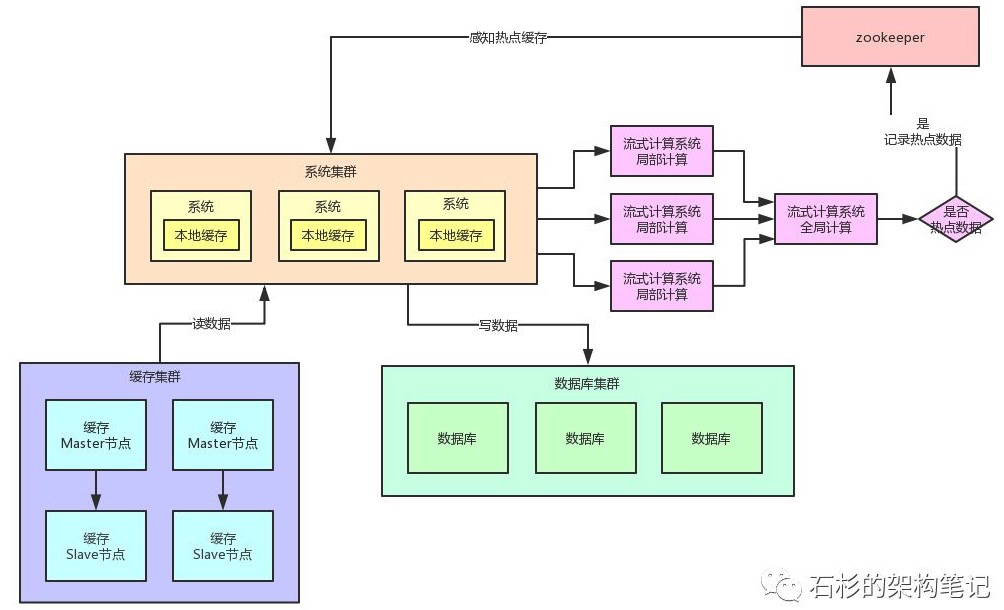 zookeeper
感知热点缓存
是
记录热点数据
流式计算系统
局部计算
系统集群
系统
系统
系统
本地缓存
本地缓存
本地缓存
流式计算系统
局部计算
流式计算系统
全局计算
是否
热点数据
流式计算系统
局部计算
读数据
写数据
缓存集群
缓存
Master节点
缓存
Master节点
缓存
Slave节点
缓存
Slave节点
数据库集群
数据库
数据库
数据库
石杉的架构笔记